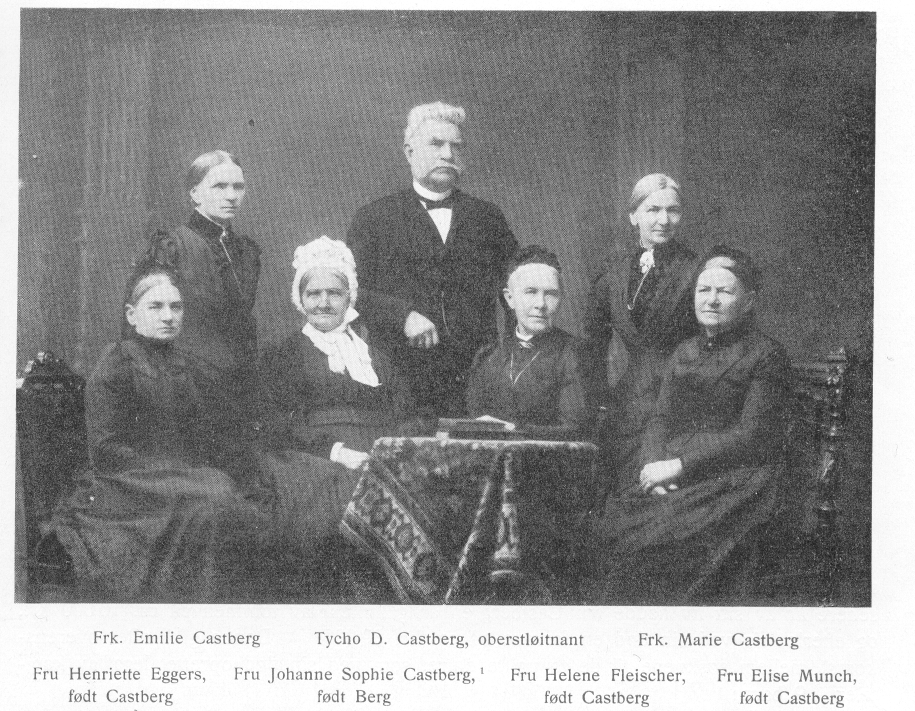 Frk. Emilie Castberg Tycho D. Castberg, oberstløitnant Frk. Marie Castberg
Fru Henriette Eggers, Fru Johanne Sophie Castberg,¹ Fru Helene Fleischer, Fru Elise Munch,
født Castberg født Berg født Castberg født Castberg